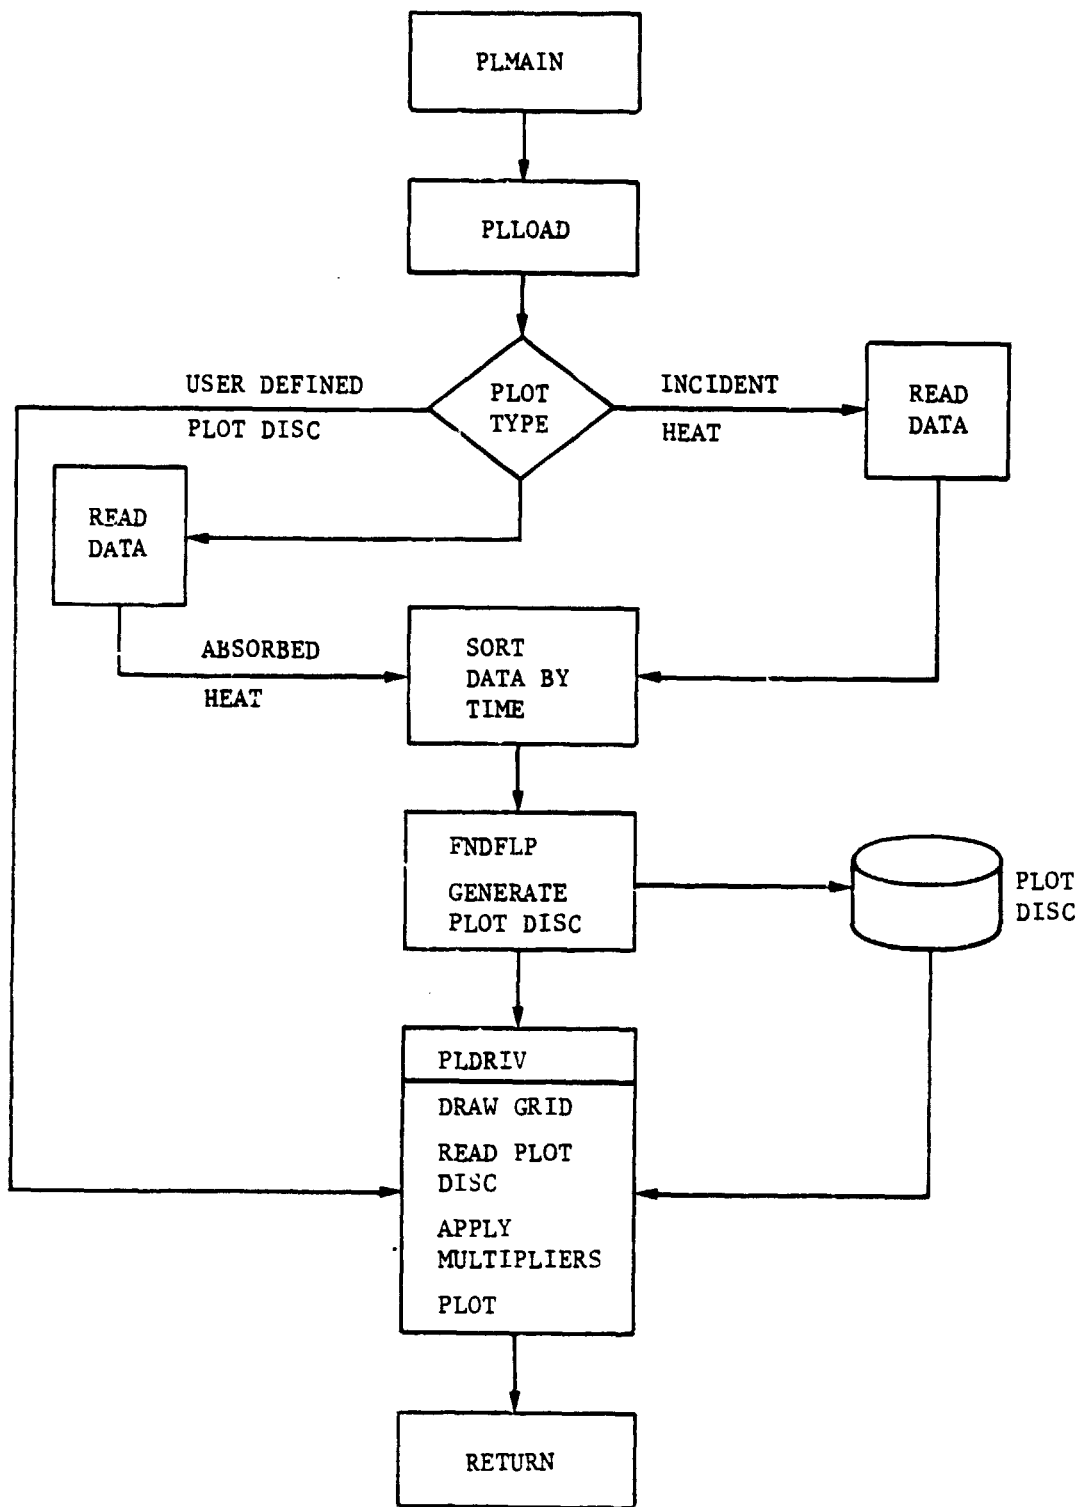 PLMAIN
PLLOAD
USER DEFINED
PLOT DISC
PLOT
TYPE
INCIDENT
HEAT
READ
DATA
READ
DATA
ABSORBED
HEAT
SORT
DATA BY
TIME
FNDFLP
GENERATE
PLOT DISC
PLOT
DISC
PLDRIV
DRAW GRID
READ PLOT
DISC
APPLY
MULTIPLIERS
PLOT
RETURN